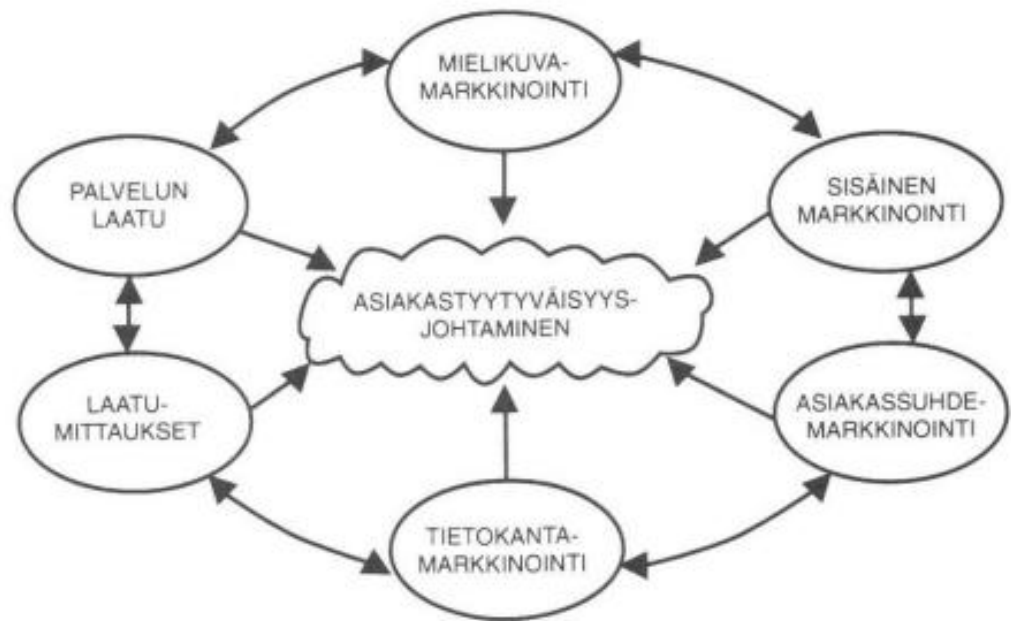 MIELIKUVA-
MARKKINOINTI
PALVELUN
LAATU
SISÄINEN
MARKKINOINTI
ASIAKASTYYTYVÄISYYS-
JOHTAMINEN
LAATU-
MITTAUKSET
ASIAKASSUHDE-
MARKKINOINTI
TIETOKANTA-
MARKKINOINTI